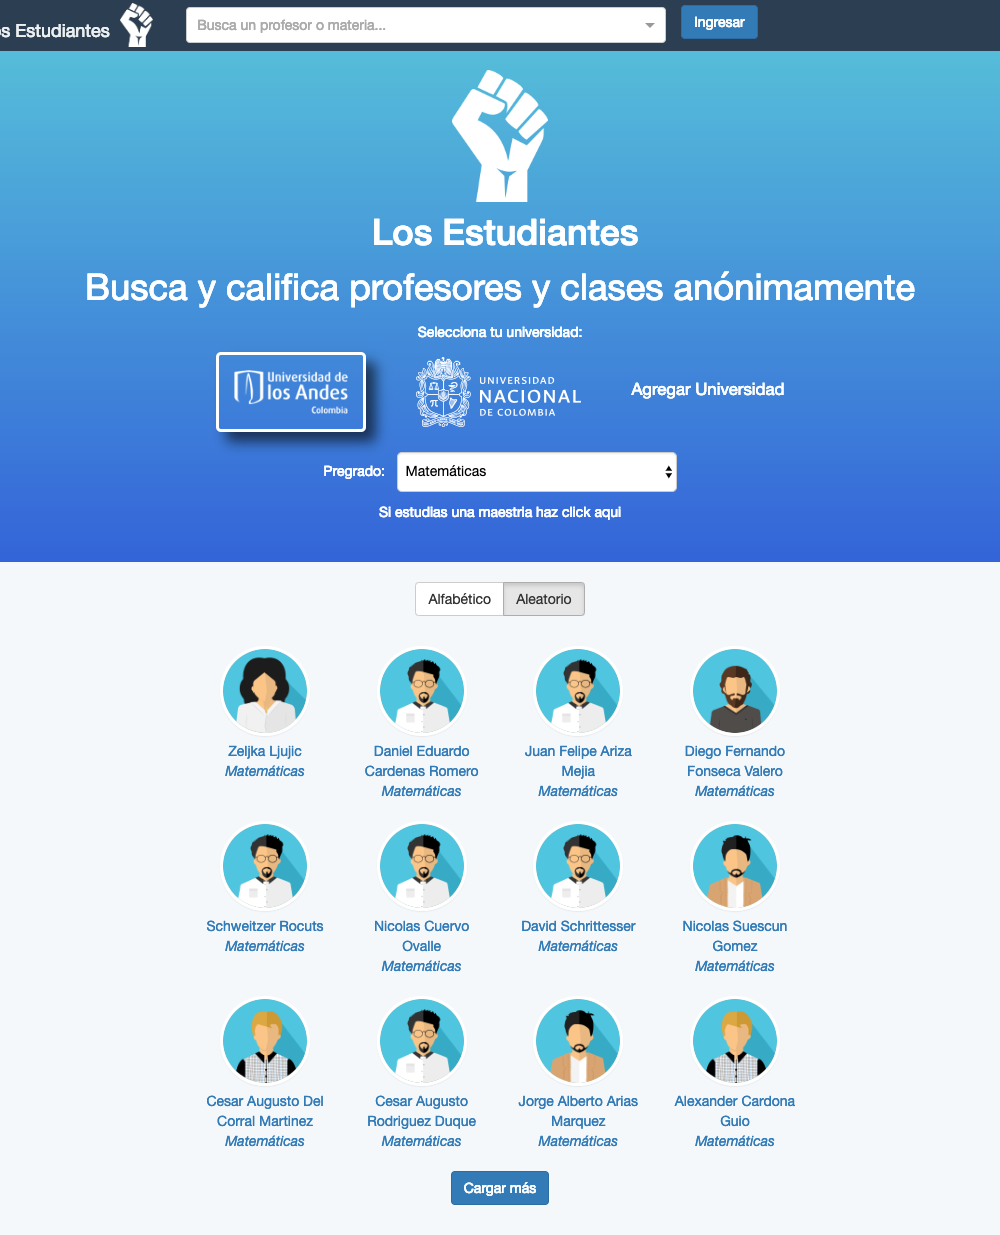 s Estudiantes
Busca un profesor o materia...
Ingresar
Los Estudiantes
Busca y califica profesores y clases anónimamente
Selecciona tu universidad:
Universidad de
los Andes
Colombia
UNIVERSIDAD
NACIONAL
DE COLOMBIA
Agregar Universidad
Pregrado:
Matemáticas
Si estudias una maestria haz click aqui
Alfabético
Aleatorio
Zeljka Ljujic
Matemáticas
Daniel Eduardo
Cardenas Romero
Matemáticas
Juan Felipe Ariza
Mejia
Matemáticas
Diego Fernando
Fonseca Valero
Matemáticas
Schweitzer Rocuts
Matemáticas
Nicolas Cuervo
Ovalle
Matemáticas
David Schrittesser
Matemáticas
Nicolas Suescun
Gomez
Matemáticas
Cesar Augusto Del
Corral Martinez
Matemáticas
Cesar Augusto
Rodriguez Duque
Matemáticas
Jorge Alberto Arias
Marquez
Matemáticas
Alexander Cardona
Guio
Matemáticas
Cargar más